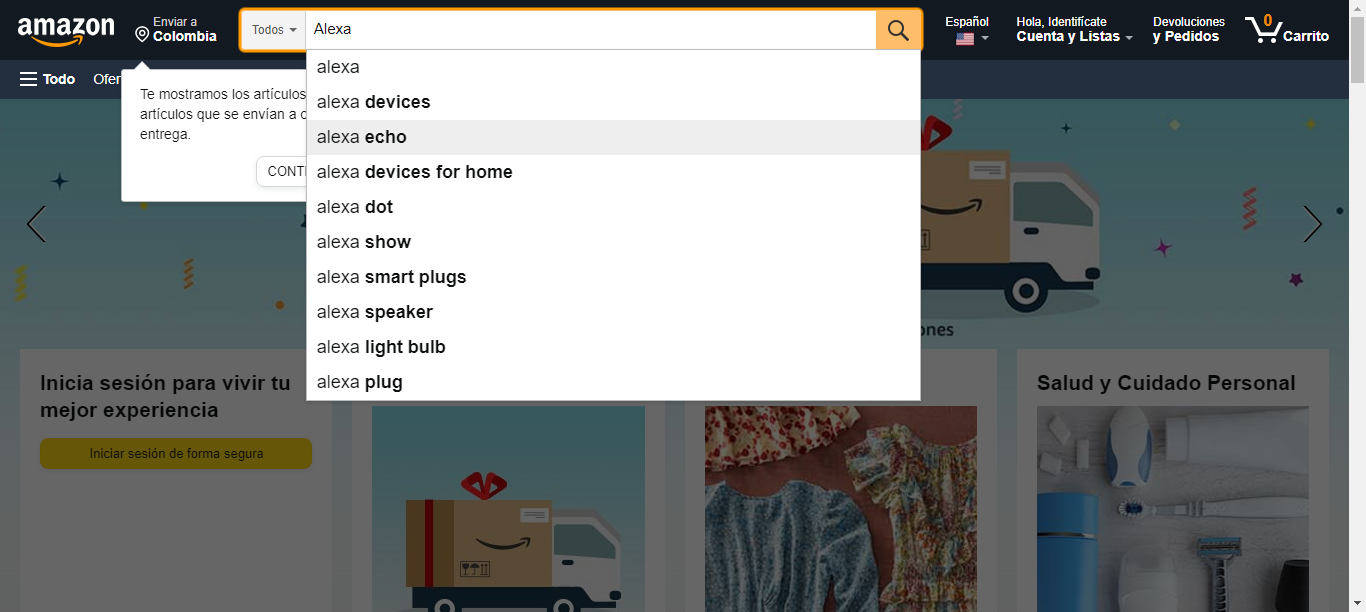 amazon
Enviar a
Colombia
Todos
Alexa
Español
Hola, Identifícate
Cuenta y Listas
Devoluciones
y Pedidos
0
Carrito
Todo
Te mostramos los artículos
artículos que se envían a
entrega.
alexa
alexa devices
alexa echo
alexa devices for home
alexa dot
alexa show
alexa smart plugs
alexa speaker
alexa light bulb
alexa plug
Inicia sesión para vivir tu
mejor experiencia
Iniciar sesión de forma segura
Salud y Cuidado Personal